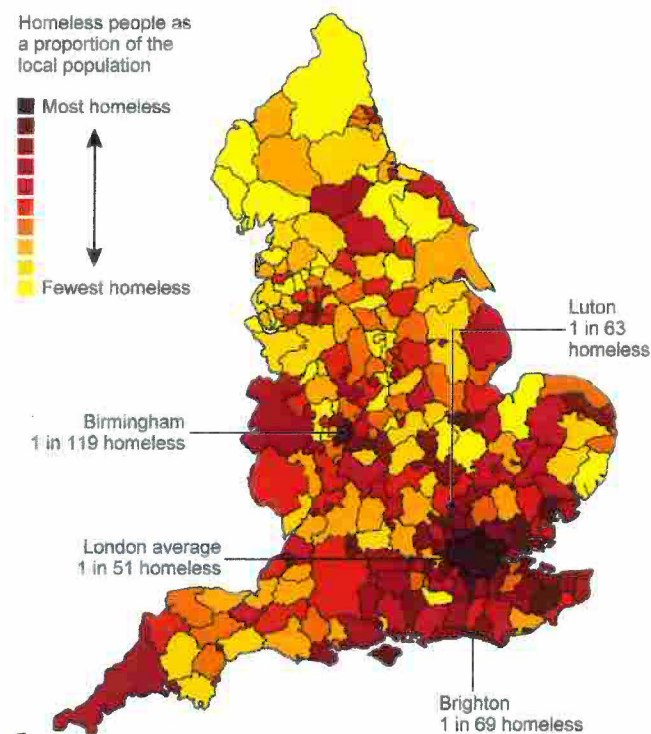 Homeless people as
a proportion of the
local population
Most homeless
Fewest homeless
Luton
1 in 63
homeless
Birmingham
1 in 119 homeless
London average
1 in 51 homeless
Brighton
1 in 69 homeless